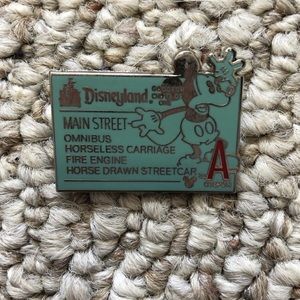 Disneyland
MAIN STREET
OMNIBUS
HORSELESS CARRIAGE
FIRE ENGINE
HORSE DRAWN STREETCAR
A